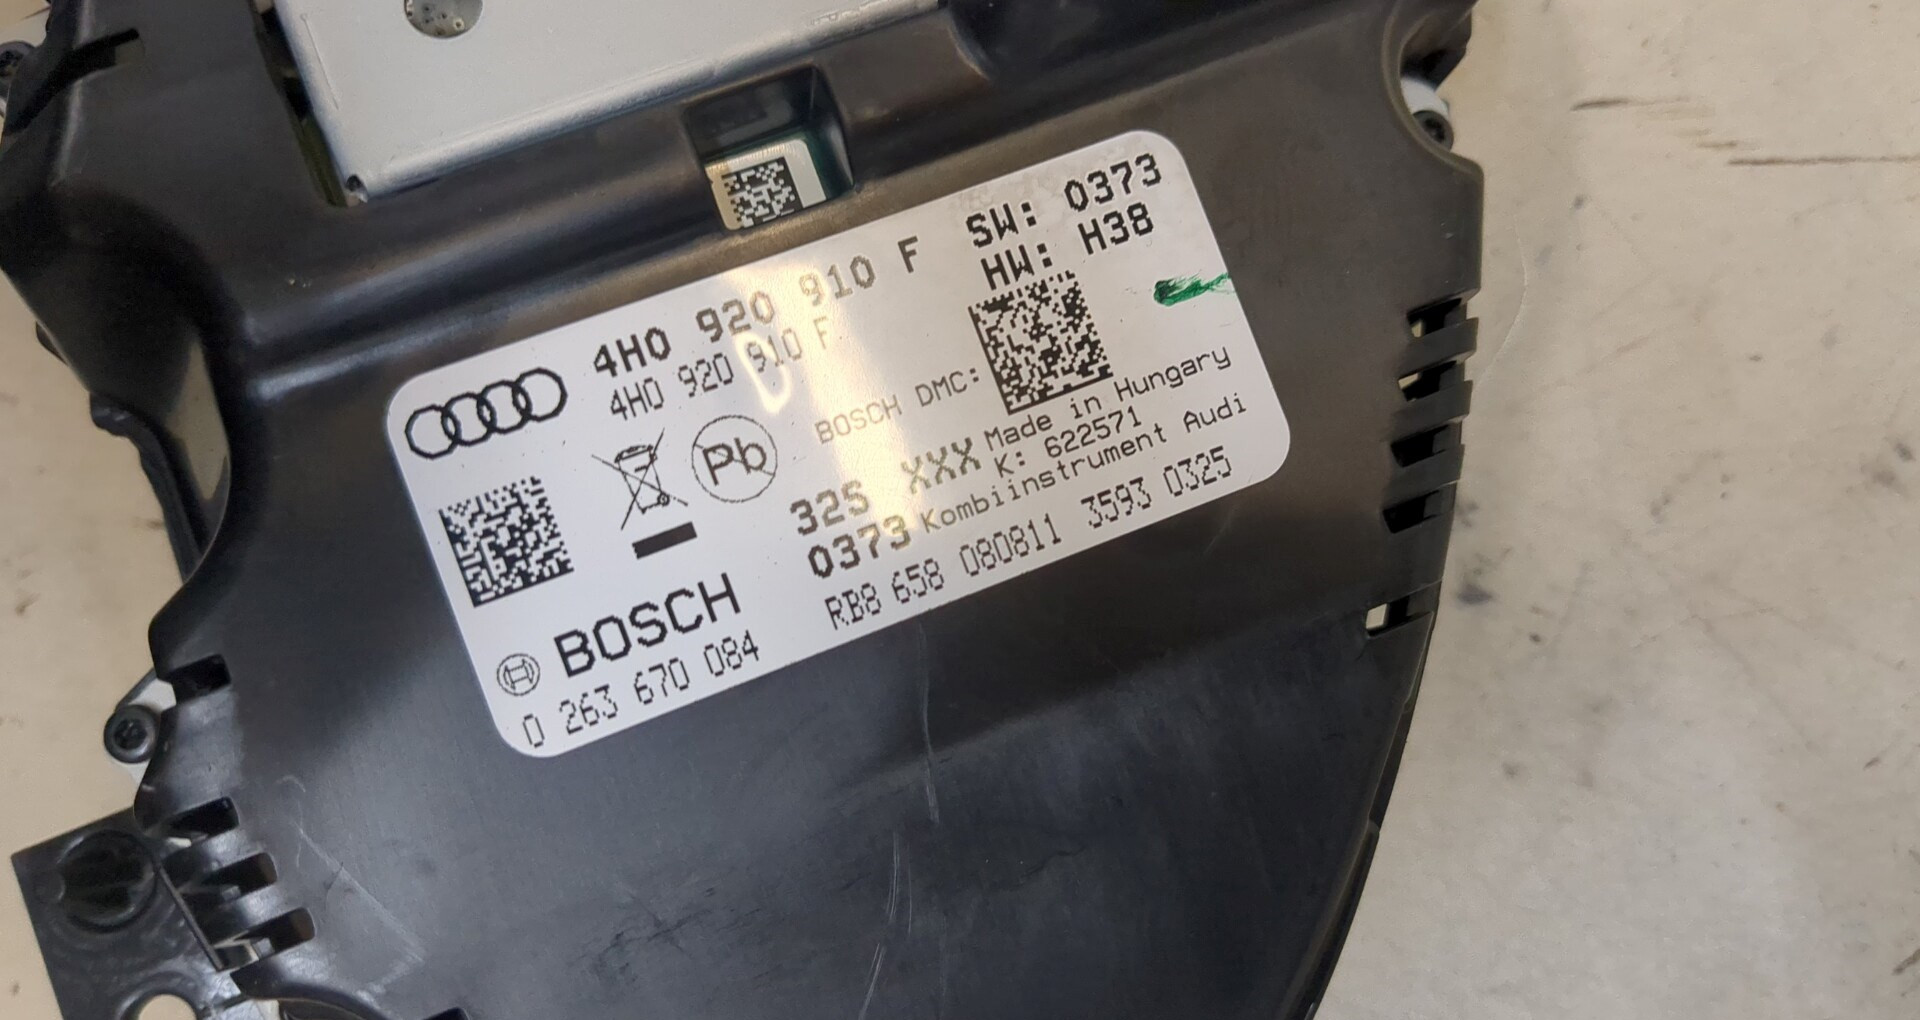 SW: 0373
HW: H38
4H0 920 910 F
4H0 920 910 F
BOSCH DMC:
Pb
Made in Hungary
K: 622571
325 XXX
0373 Kombiinstrument Audi
RB8 658 080811 3593 0325
BOSCH
0 263 670 084